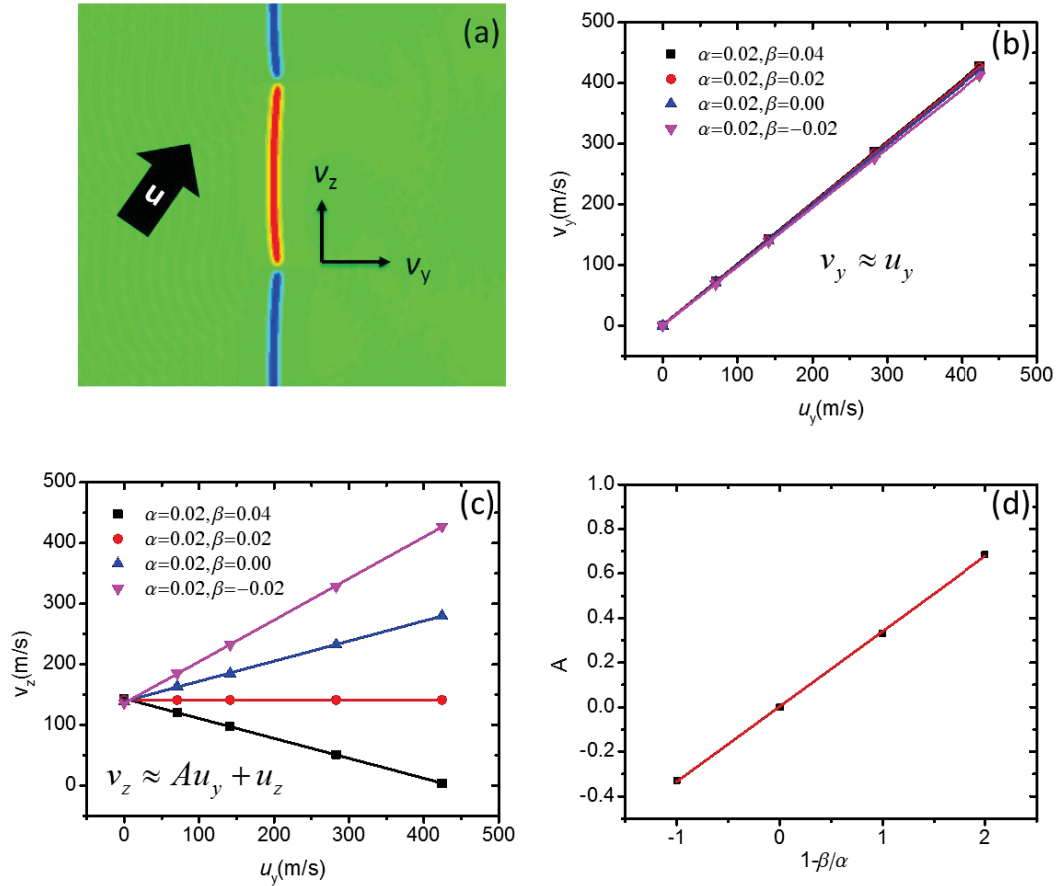 (a)
u
v_z
v_y
(b)
v_y(m/s)
500
400
300
200
100
0
α=0.02,β=0.04
α=0.02,β=0.02
α=0.02,β=0.00
α=0.02,β=−0.02
v_y ≈ u_y
0 100 200 300 400 500
u_y(m/s)
(c)
v_z(m/s)
500
400
300
200
100
0
α=0.02,β=0.04
α=0.02,β=0.02
α=0.02,β=0.00
α=0.02,β=−0.02
v_z ≈ Au_y + u_z
0 100 200 300 400 500
u_y(m/s)
(d)
A
1.0
0.8
0.6
0.4
0.2
0.0
-0.2
-0.4
-1 0 1 2
1-β/α